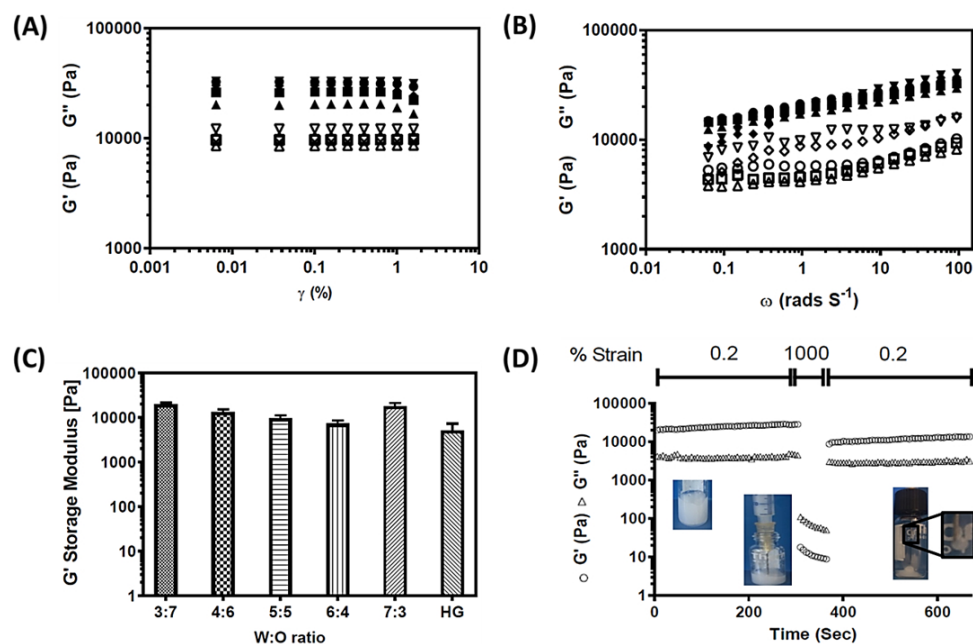 (A)
100000
10000
1000
G' (Pa) G'' (Pa)
0.001 0.01 0.1 1 10
γ (%)
(B)
100000
10000
1000
G' (Pa) G'' (Pa)
0.01 0.1 1 10 100
ω (rads S⁻¹)
(C)
100000
10000
1000
100
10
1
G' Storage Modulus [Pa]
3:7 4:6 5:5 6:4 7:3 HG
W:O ratio
(D)
% Strain 0.2 1000 0.2
100000
10000
1000
100
10
1
○ G' (Pa) △ G'' (Pa)
0 200 400 600
Time (Sec)